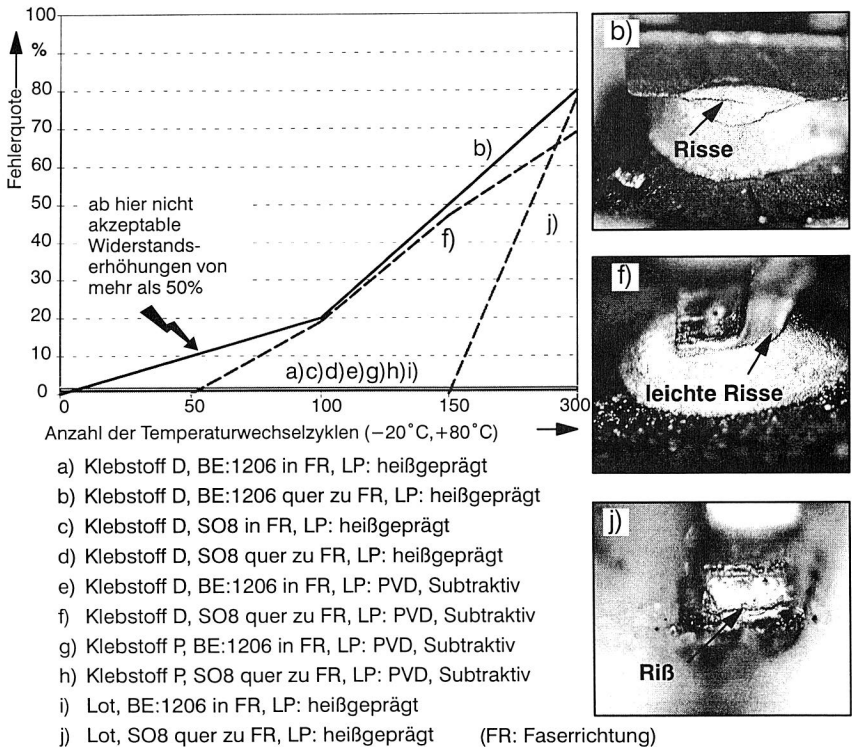 100
%
80
70
60
50
40
30
20
10
0
Fehlerquote
ab hier nicht
akzeptable
Widerstands-
erhöhungen von
mehr als 50%
b)
f)
j)
a)c)d)e)g)h)i)
0 50 100 150 300
Anzahl der Temperaturwechselzyklen (−20°C,+80°C)
b)
Risse
f)
leichte Risse
j)
Riß
a) Klebstoff D, BE:1206 in FR, LP: heißgeprägt
b) Klebstoff D, BE:1206 quer zu FR, LP: heißgeprägt
c) Klebstoff D, SO8 in FR, LP: heißgeprägt
d) Klebstoff D, SO8 quer zu FR, LP: heißgeprägt
e) Klebstoff D, BE:1206 in FR, LP: PVD, Subtraktiv
f) Klebstoff D, SO8 quer zu FR, LP: PVD, Subtraktiv
g) Klebstoff P, BE:1206 in FR, LP: PVD, Subtraktiv
h) Klebstoff P, SO8 quer zu FR, LP: PVD, Subtraktiv
i) Lot, BE:1206 in FR, LP: heißgeprägt
j) Lot, SO8 quer zu FR, LP: heißgeprägt (FR: Faserrichtung)